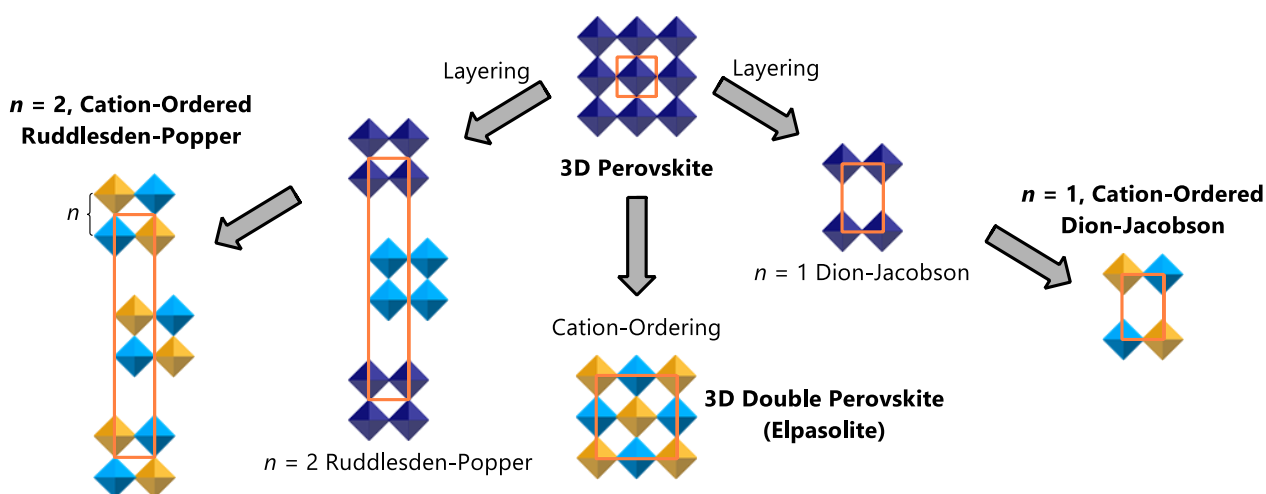 Layering
Layering
n = 2, Cation-Ordered
Ruddlesden-Popper
3D Perovskite
n = 1, Cation-Ordered
Dion-Jacobson
n
n = 1 Dion-Jacobson
Cation-Ordering
3D Double Perovskite
(Elpasolite)
n = 2 Ruddlesden-Popper